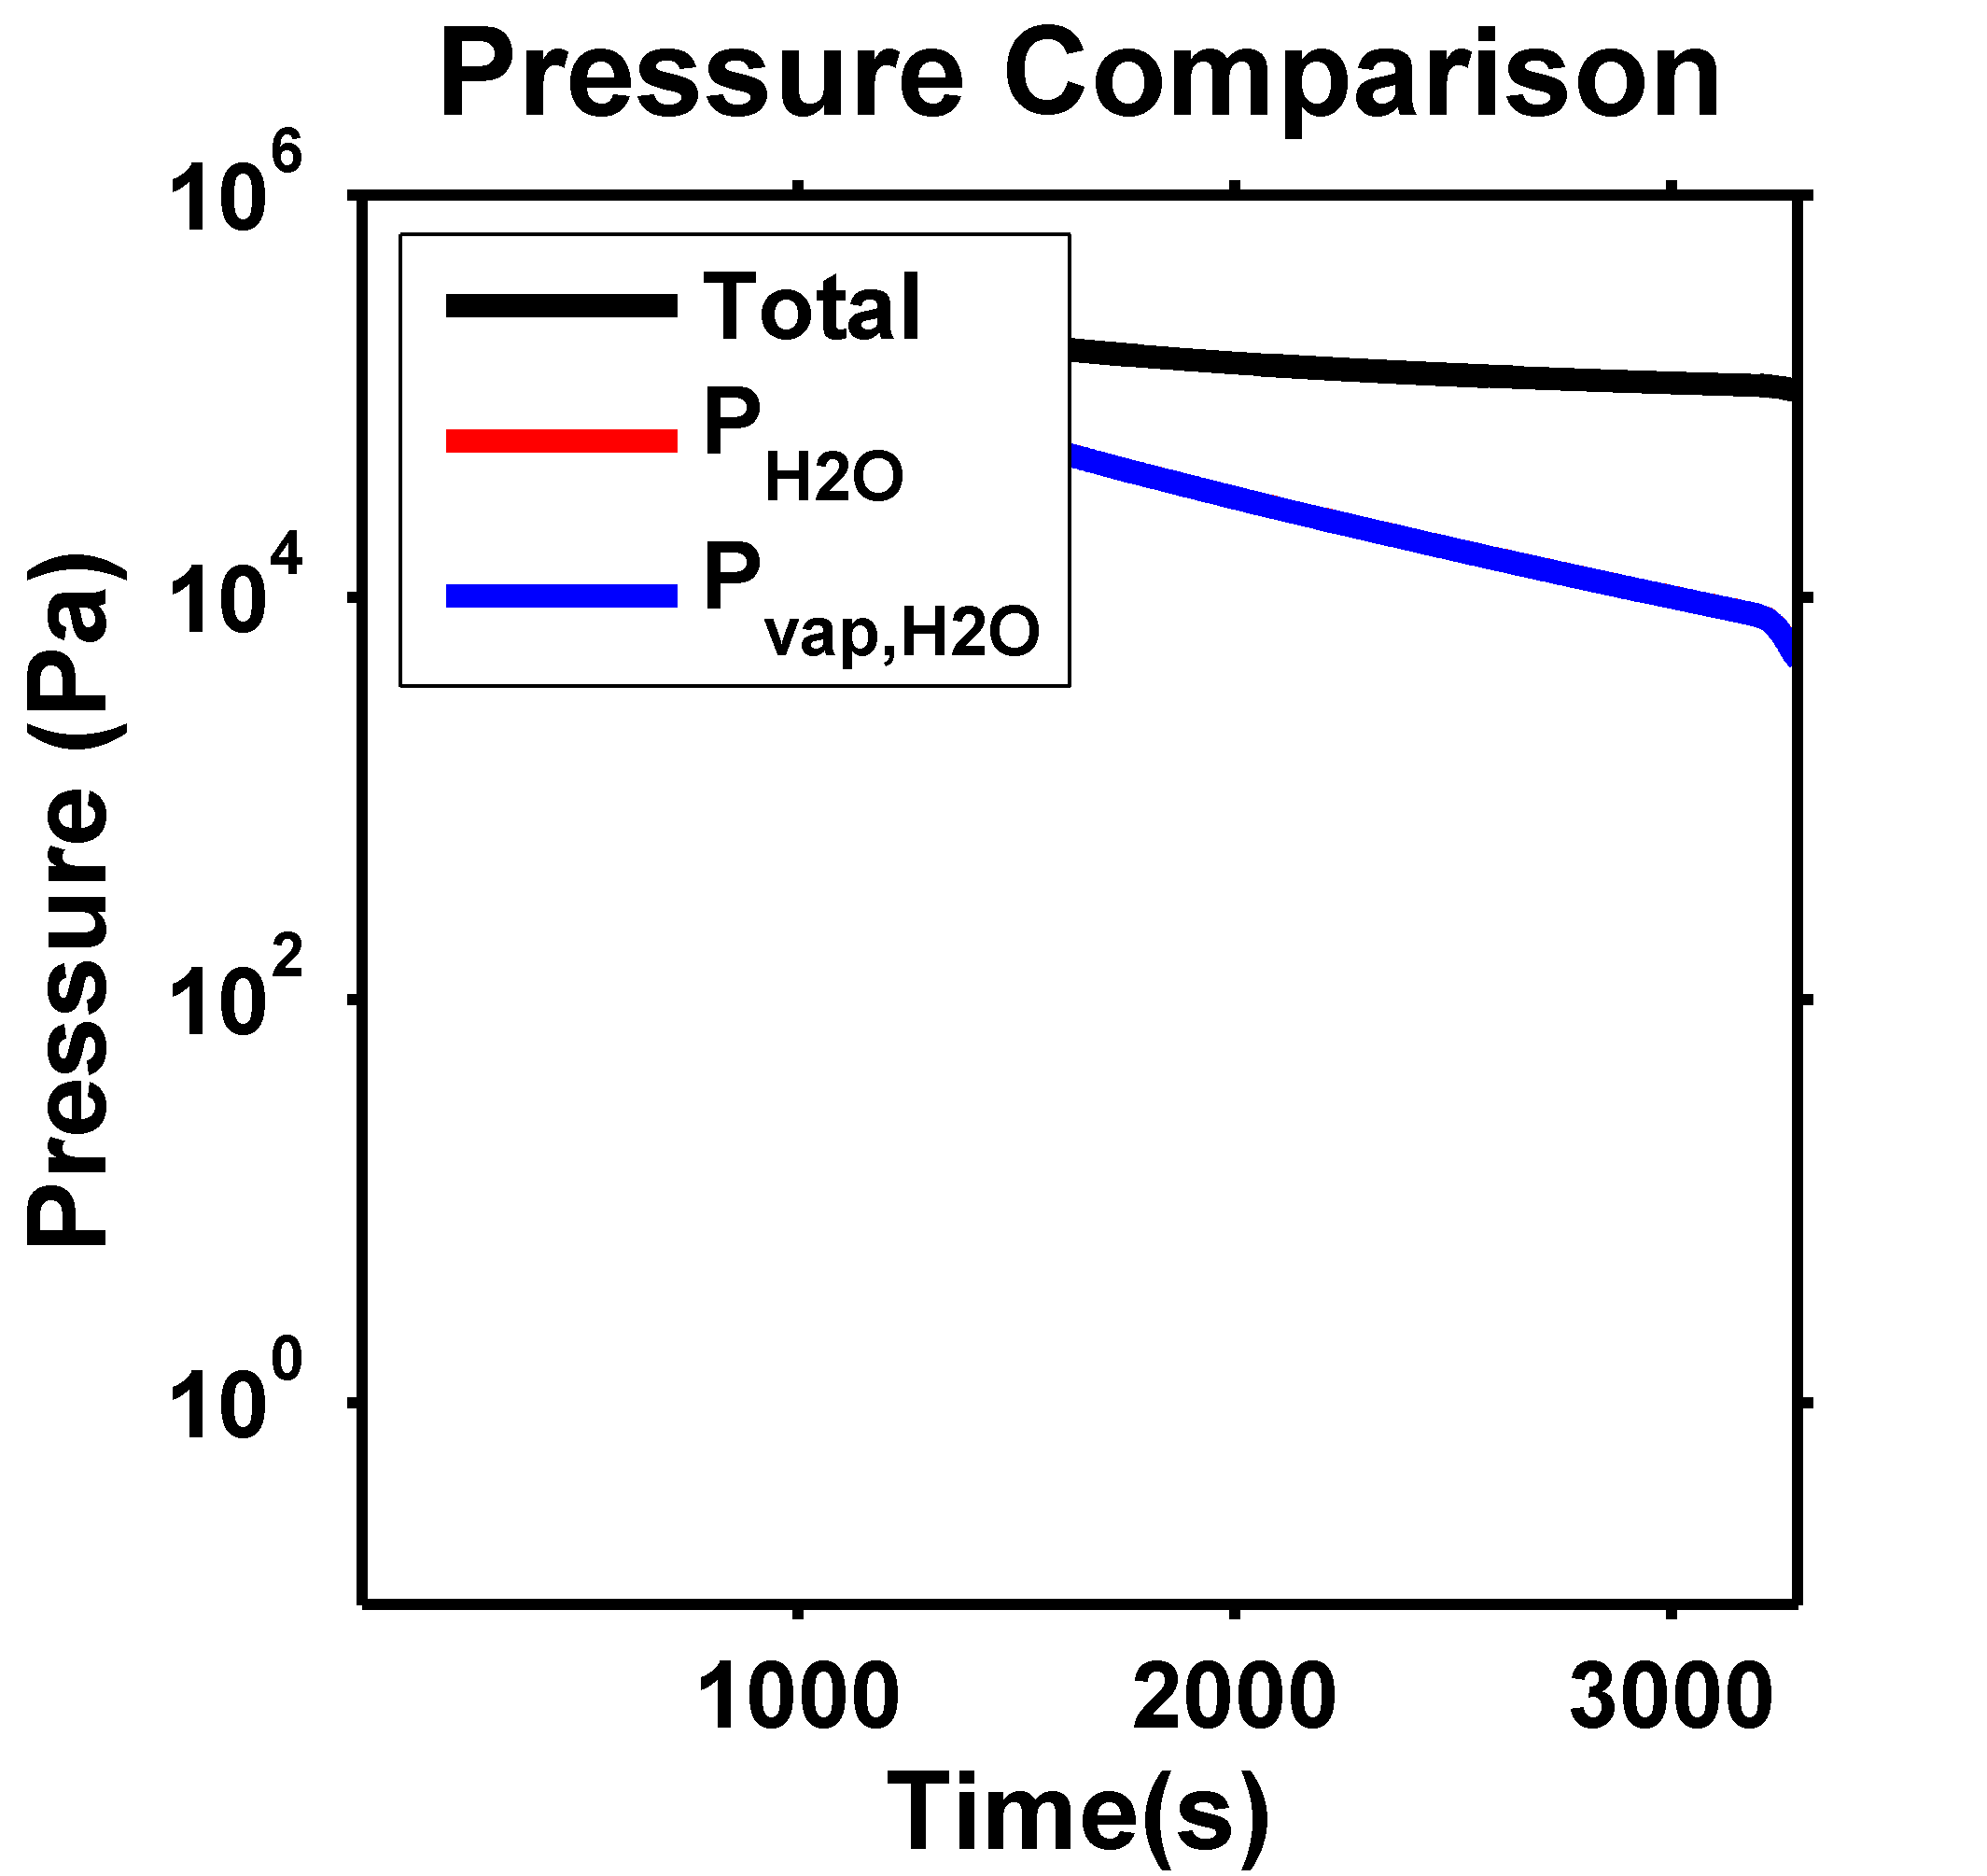 Pressure Comparison
10^6
Total
P_H2O
P_vap,H2O
10^4
10^2
10^0
Pressure (Pa)
1000 2000 3000
Time(s)